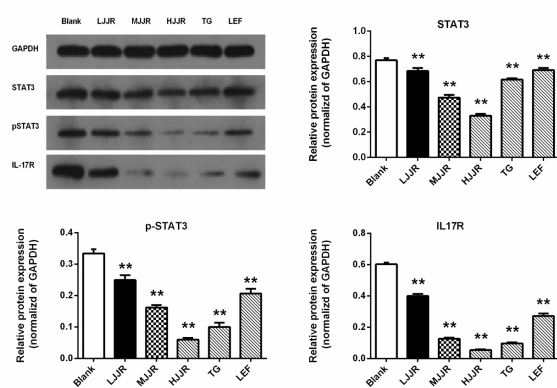 Blank LJJR MJJR HJJR TG LEF
GAPDH
STAT3
pSTAT3
IL-17R
STAT3
Relative protein expression
(normalizd of GAPDH)
1.0
0.8
0.6
0.4
0.2
0.0
** ** ** ** **
Blank LJJR MJJR HJJR TG LEF
p-STAT3
Relative protein expression
(normalizd of GAPDH)
0.4
0.3
0.2
0.1
0.0
** ** ** ** **
Blank LJJR MJJR HJJR TG LEF
IL17R
Relative protein expression
(normalizd of GAPDH)
0.8
0.6
0.4
0.2
0.0
** ** ** ** **
Blank LJJR MJJR HJJR TG LEF